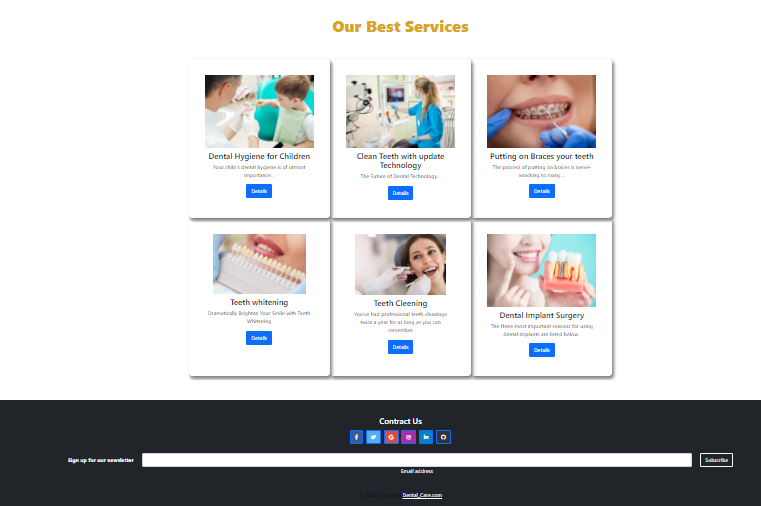 Our Best Services
Dental Hygiene for Children
Your child's dental hygiene is of utmost
importance..
Details
Clean Teeth with update
Technology
The Future of Dental Technology..
Details
Putting on Braces your teeth
The process of putting on braces is nerve-
wracking to many....
Details
Teeth whitening
Dramatically Brighten Your Smile with Teeth
Whitening
Details
Teeth Cleening
You've had professional teeth cleanings
twice a year for as long as you can
remember
Details
Dental Implant Surgery
The three most important reasons for using
dental implants are listed below..
Details
Contract Us
Sign up for our newsletter
Subscribe
Email address
Dental_Care.com